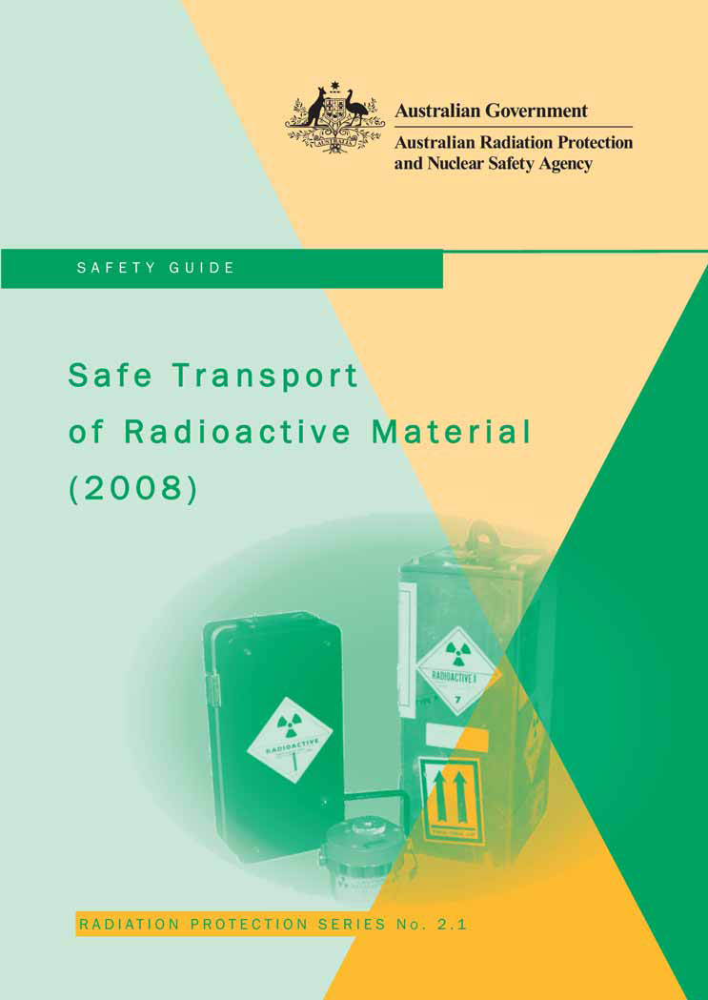 Australian Government
Australian Radiation Protection
and Nuclear Safety Agency
SAFETY GUIDE
Safe Transport
of Radioactive Material
(2008)
RADIOACTIVE II
7
RADIOACTIVE
RADIATION PROTECTION SERIES No. 2.1